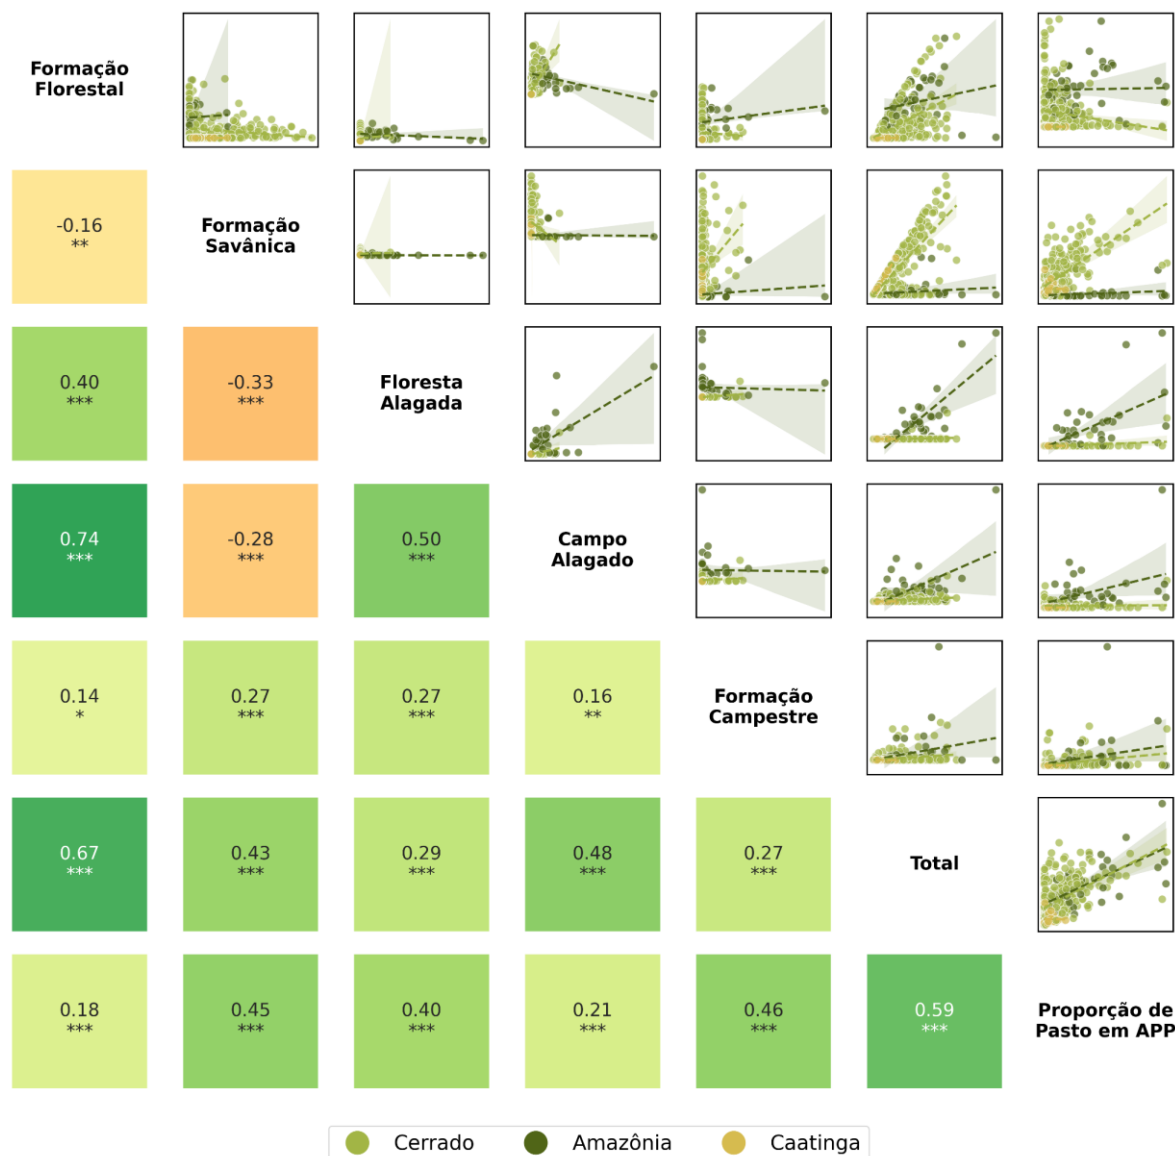 Formação
Florestal
-0.16
**
Formação
Savânica
0.40
***
-0.33
***
Floresta
Alagada
0.74
***
-0.28
***
0.50
***
Campo
Alagado
0.14
*
0.27
***
0.27
***
0.16
**
Formação
Campestre
0.67
***
0.43
***
0.29
***
0.48
***
0.27
***
Total
0.18
***
0.45
***
0.40
***
0.21
***
0.46
***
0.59
***
Proporção de
Pasto em APP
Cerrado
Amazônia
Caatinga